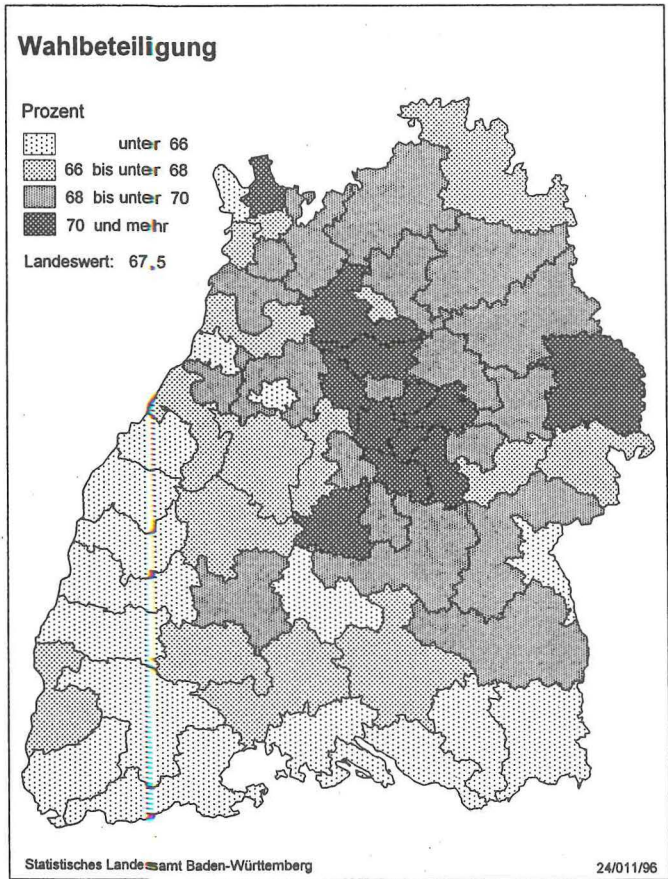 Wahlbeteiligung
Prozent
unter 66
66 bis unter 68
68 bis unter 70
70 und mehr
Landeswert: 67,5
Statistisches Landesamt Baden-Württemberg
24/011/96